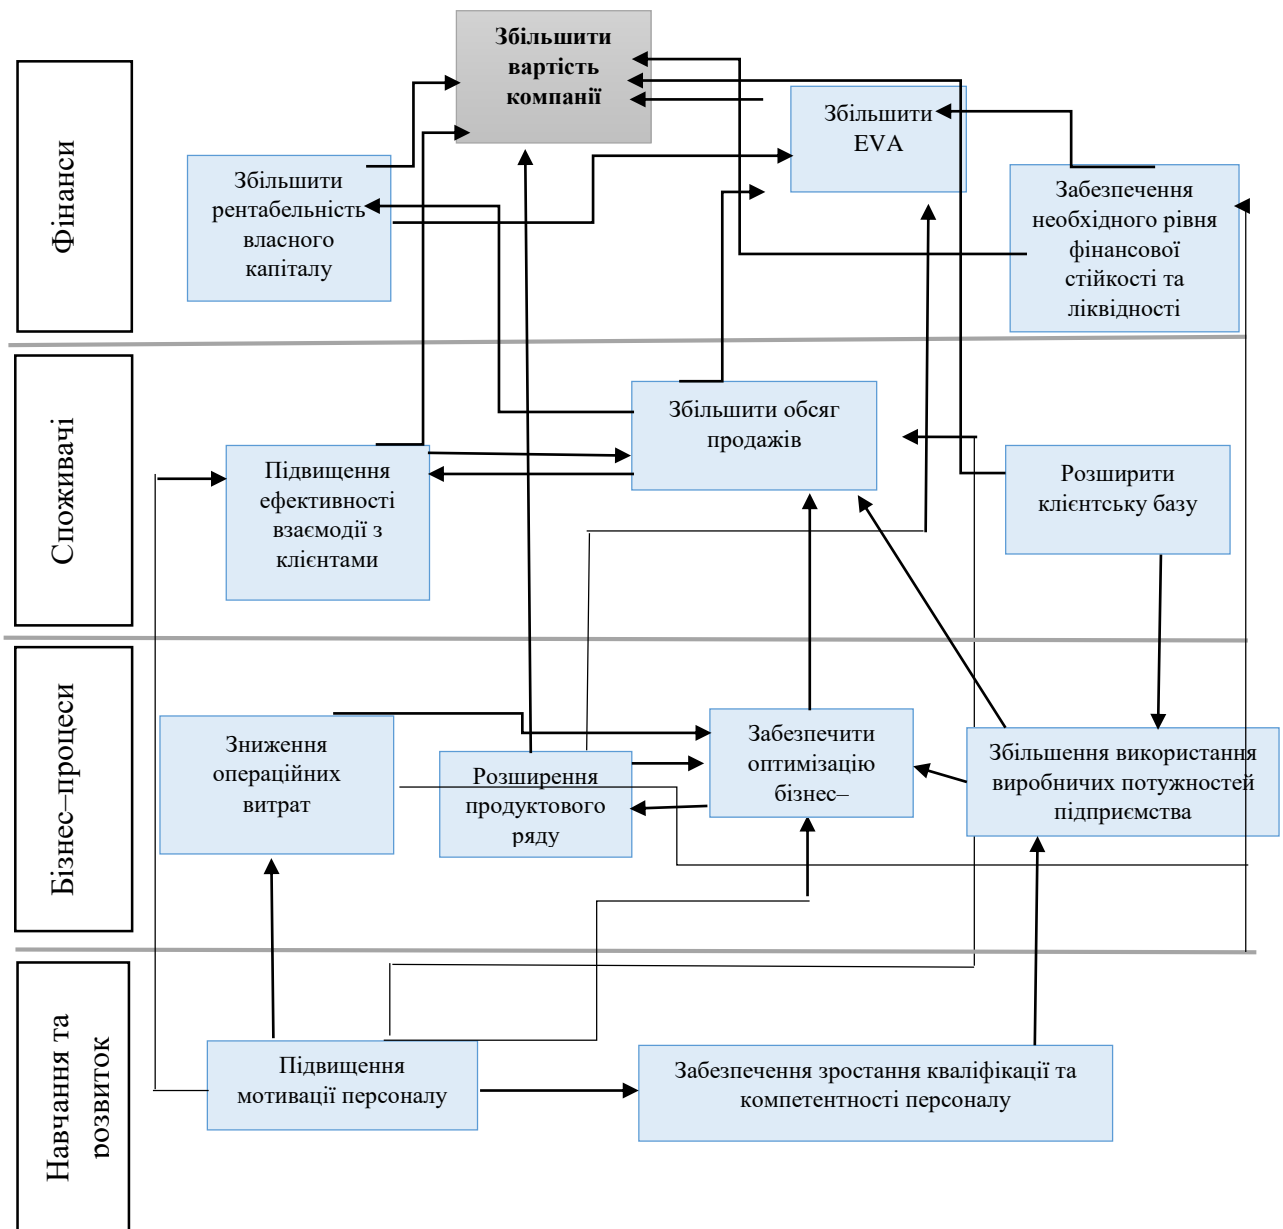 Збільшити
вартість
компанії
Фінанси
Збільшити
EVA
Збільшити
рентабельність
власного
капіталу
Забезпечення
необхідного рівня
фінансової
стійкості та
ліквідності
Споживачі
Збільшити обсяг
продажів
Підвищення
ефективності
взаємодії з
клієнтами
Розширити
клієнтську базу
Бізнес–процеси
Зниження
операційних
витрат
Розширення
продуктового
ряду
Забезпечити
оптимізацію
бізнес–
Збільшення використання
виробничих потужностей
підприємства
Навчання та
розвиток
Підвищення
мотивації персоналу
Забезпечення зростання кваліфікації та
компетентності персоналу